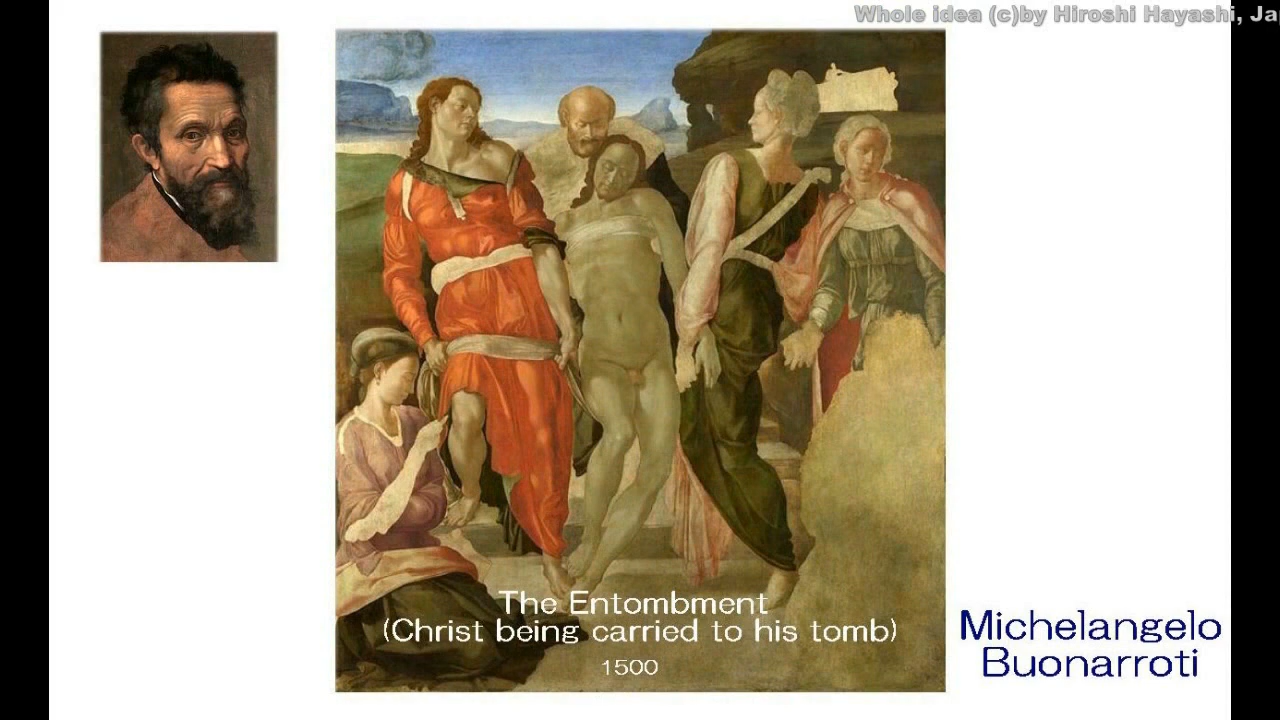 Whole idea (c)by Hiroshi Hayashi, Ja
The Entombment
(Christ being carried to his tomb)
1500
Michelangelo
Buonarroti